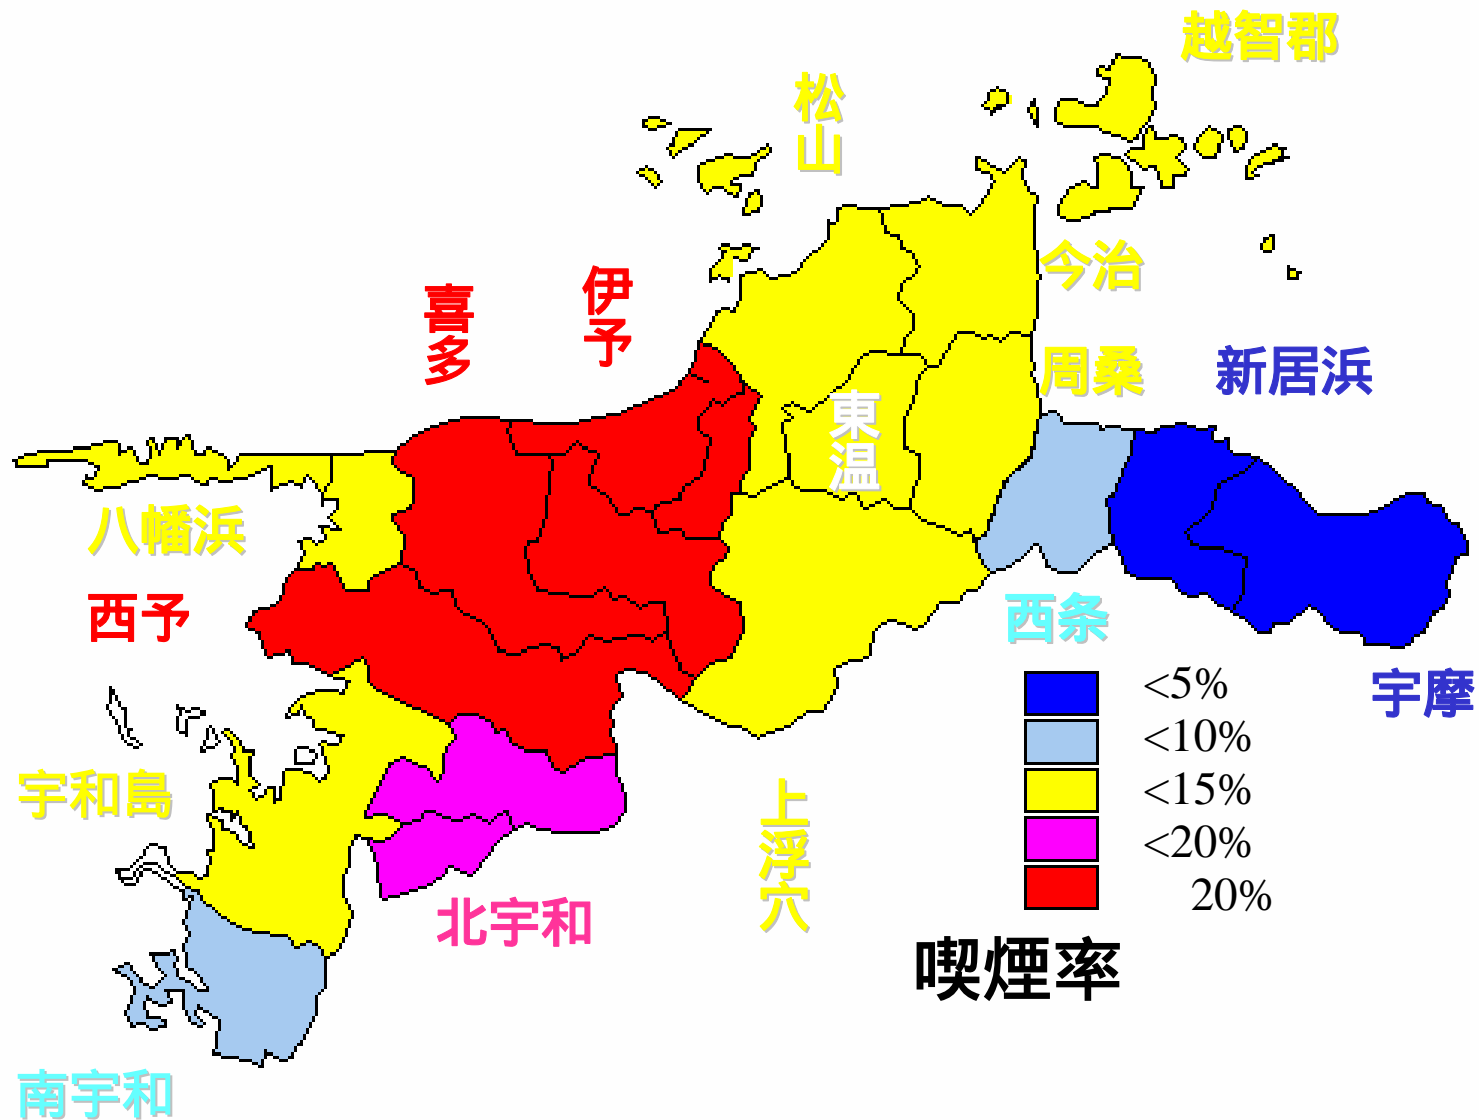 越智郡
松山
今治
伊予
喜多
周桑
新居浜
東温
八幡浜
西予
西条
宇摩
<5%
<10%
<15%
<20%
20%
宇和島
上浮穴
北宇和
喫煙率
南宇和